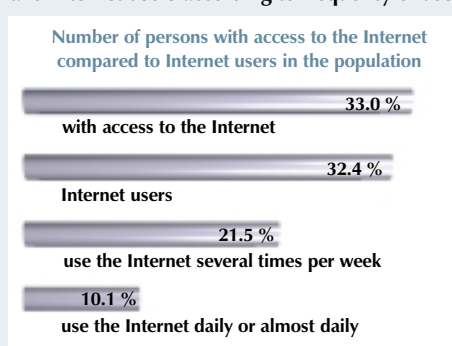 Number of persons with access to the Internet
compared to Internet users in the population
33.0 %
with access to the Internet
32.4 %
Internet users
21.5 %
use the Internet several times per week
10.1 %
use the Internet daily or almost daily